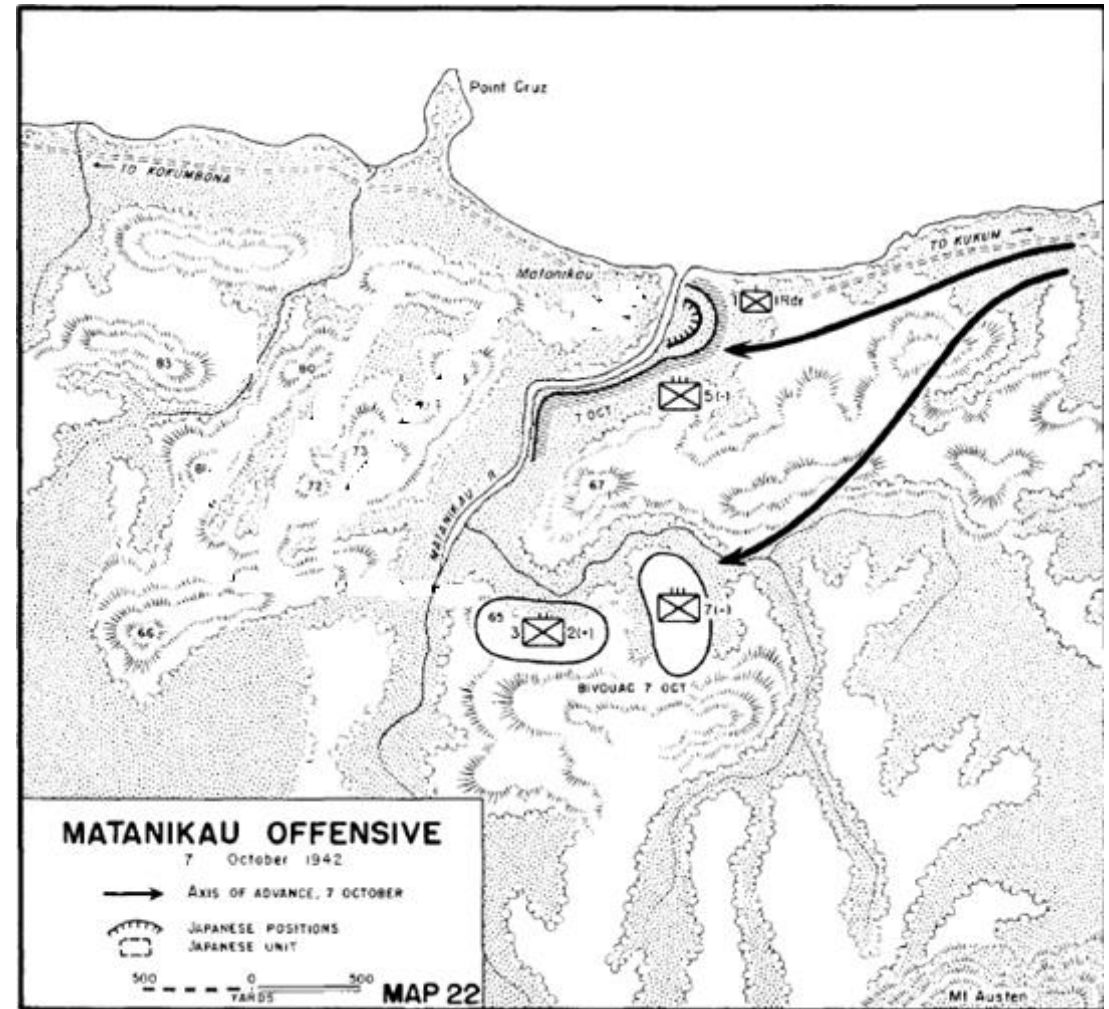 Point Cruz
TO KOKUMBONA
TO KUKUM
Matanikau
1 1Rdr
5(-)
7 OCT
83
80
73
81
72
67
MATANIKAU R
65
3 2(+)
7(-)
66
BIVOUAC 7 OCT
MATANIKAU OFFENSIVE
7 October 1942
AXIS OF ADVANCE, 7 OCTOBER
JAPANESE POSITIONS
JAPANESE UNIT
500 0 500
YARDS
MAP 22
Mt Austen